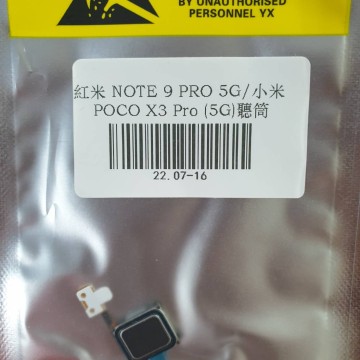 BY UNAUTHORISED
PERSONNEL YX
紅米 NOTE 9 PRO 5G/小米
POCO X3 Pro (5G)聽筒
22.07-16